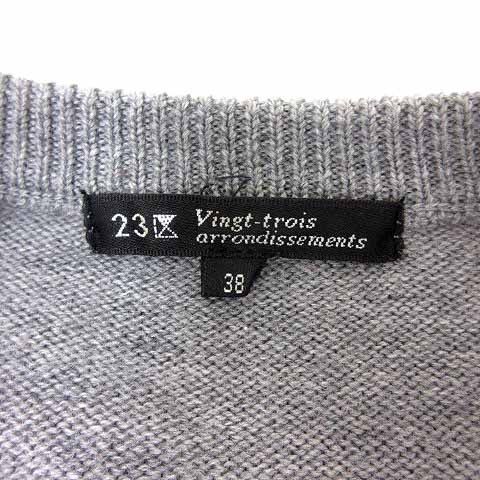 23区 Vingt-trois
arrondissements
38